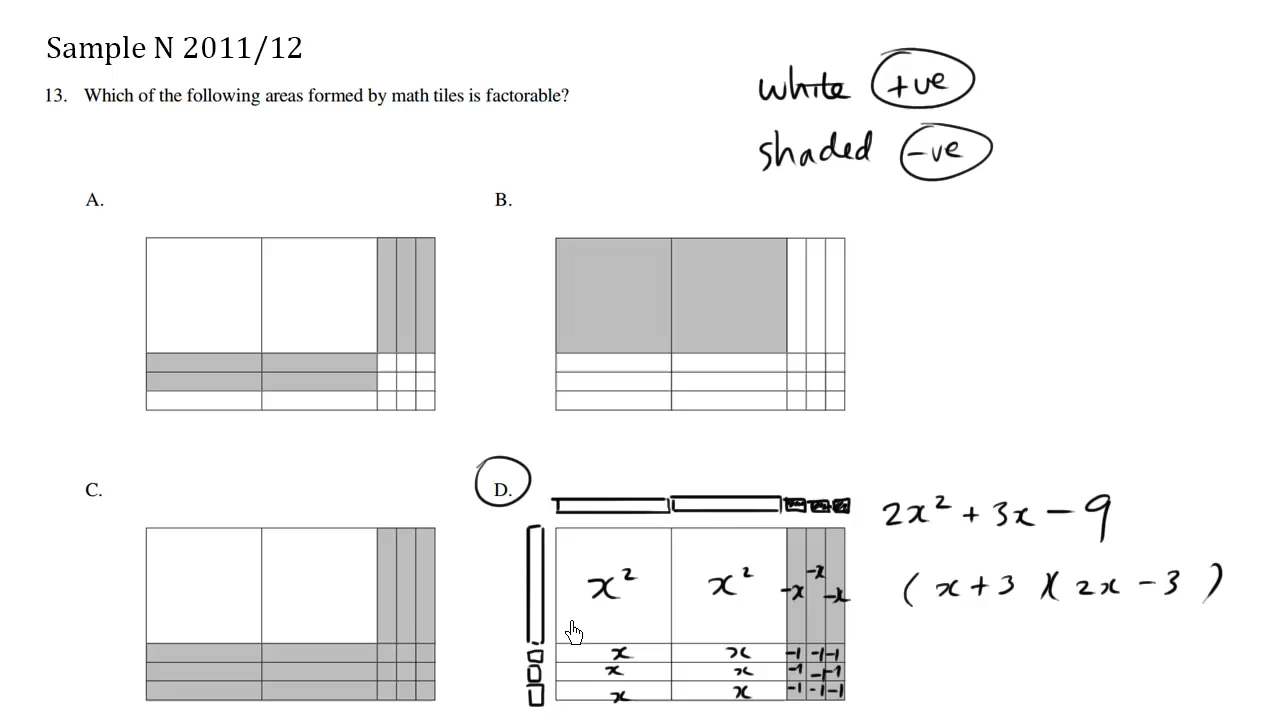 Sample N 2011/12
white +ve
13. Which of the following areas formed by math tiles is factorable?
shaded -ve
A. B.
C. D.
2x² + 3x - 9
x² x² -x -x -x
(x + 3)(2x - 3)
x x -1 -1 -1
x x -1 -1 -1
x x -1 -1 -1